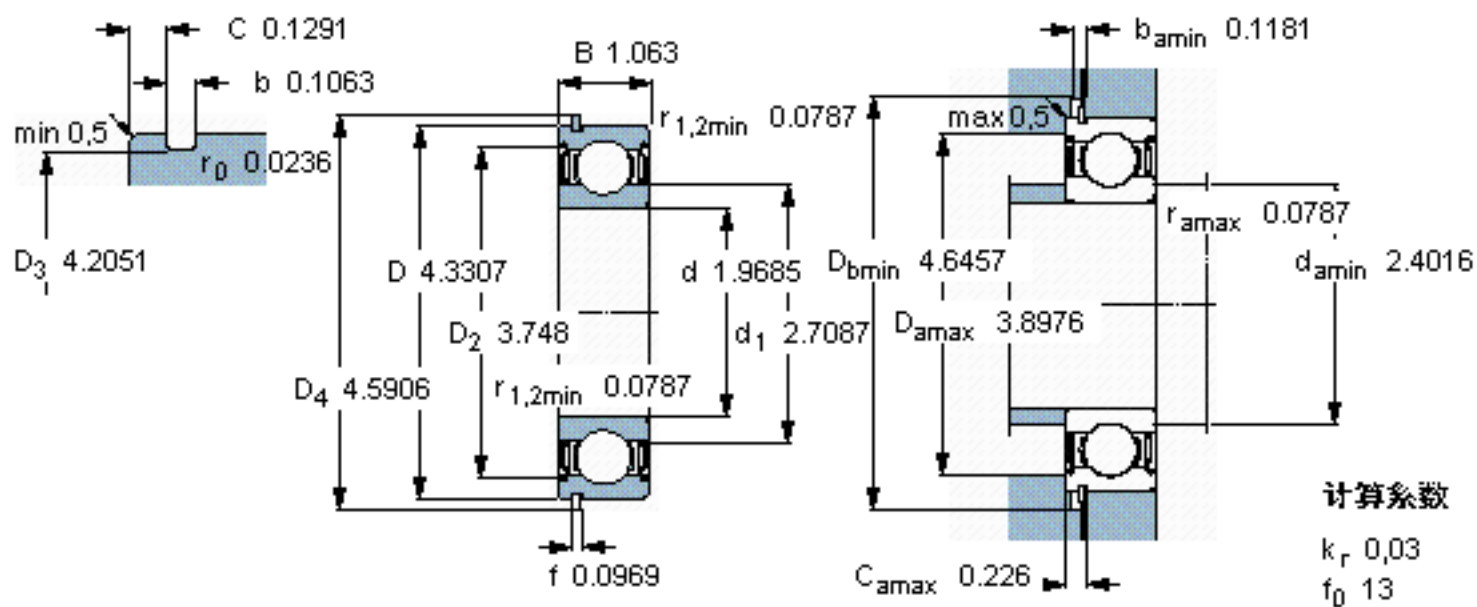 C 0.1291
b 0.1063
min 0,5
r0 0.0236
D3 4.2051
B 1.063
r1,2min 0.0787
D 4.3307
d 1.9685
D2 3.748
d1 2.7087
D4 4.5906
r1,2min 0.0787
f 0.0969
bamin 0.1181
max 0,5
ramax 0.0787
Dbmin 4.6457
damin 2.4016
Damax 3.8976
Camax 0.226
计算系数
kr 0,03
f0 13